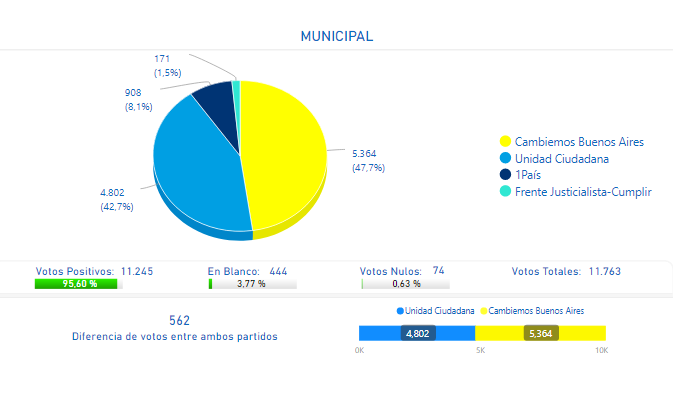 MUNICIPAL
171
(1,5%)
908
(8,1%)
5.364
(47,7%)
4.802
(42,7%)
Cambiemos Buenos Aires
Unidad Ciudadana
1País
Frente Justicialista-Cumplir
Votos Positivos: 11.245
95,60 %
En Blanco: 444
3,77 %
Votos Nulos: 74
0,63 %
Votos Totales: 11.763
562
Diferencia de votos entre ambos partidos
Unidad Ciudadana Cambiemos Buenos Aires
4,802 5,364
0K 5K 10K